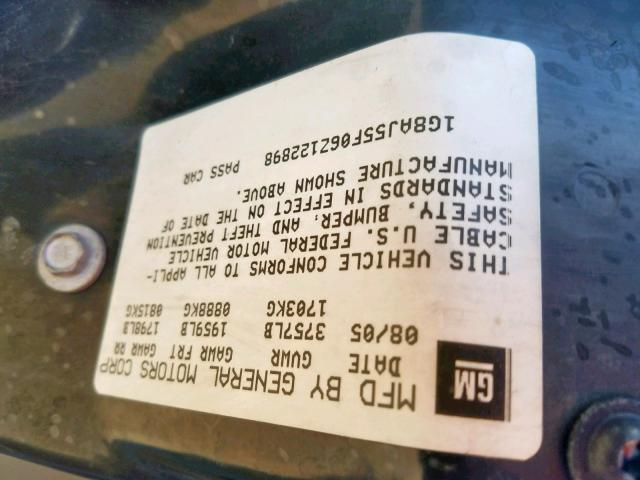 GM MFD BY GENERAL MOTORS CORP
DATE GVWR GAWR FRT GAWR RR
08/05 3757LB 1959LB 1798LB
1703KG 0888KG 0815KG
THIS VEHICLE CONFORMS TO ALL APPLI-
CABLE U.S. FEDERAL MOTOR VEHICLE
SAFETY, BUMPER, AND THEFT PREVENTION
STANDARDS IN EFFECT ON THE DATE OF
MANUFACTURE SHOWN ABOVE.
1G8AJ55F06Z122898 PASS CAR